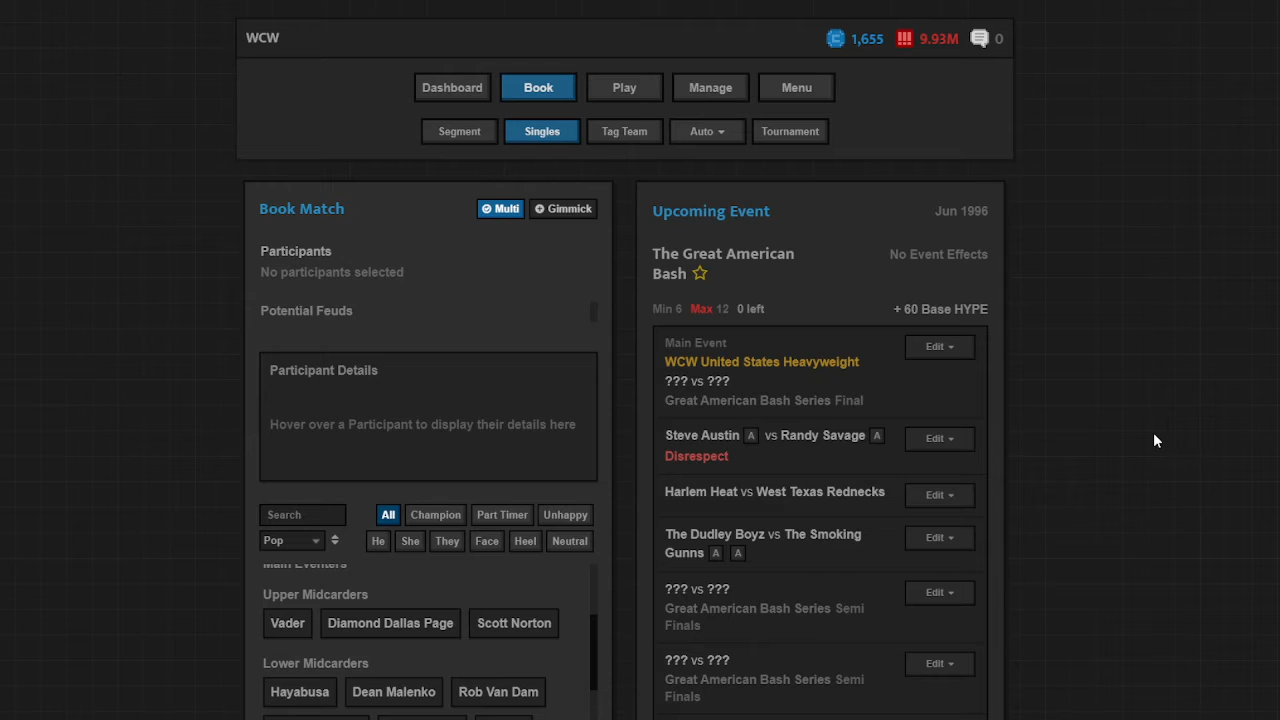 WCW
1,655 9.93M 0
Dashboard Book Play Manage Menu
Segment Singles Tag Team Auto Tournament
Book Match Multi Gimmick
Participants
No participants selected
Potential Feuds
Participant Details
Hover over a Participant to display their details here
Search All Champion Part Timer Unhappy
Pop He She They Face Heel Neutral
Main Eventers
Upper Midcarders
Vader Diamond Dallas Page Scott Norton
Lower Midcarders
Hayabusa Dean Malenko Rob Van Dam
Upcoming Event Jun 1996
The Great American No Event Effects
Bash
Min 6 Max 12 0 left + 60 Base HYPE
Main Event Edit
WCW United States Heavyweight
??? vs ???
Great American Bash Series Final
Steve Austin A vs Randy Savage A Edit
Disrespect
Harlem Heat vs West Texas Rednecks Edit
The Dudley Boyz vs The Smoking Edit
Gunns A A
??? vs ??? Edit
Great American Bash Series Semi
Finals
??? vs ??? Edit
Great American Bash Series Semi
Finals